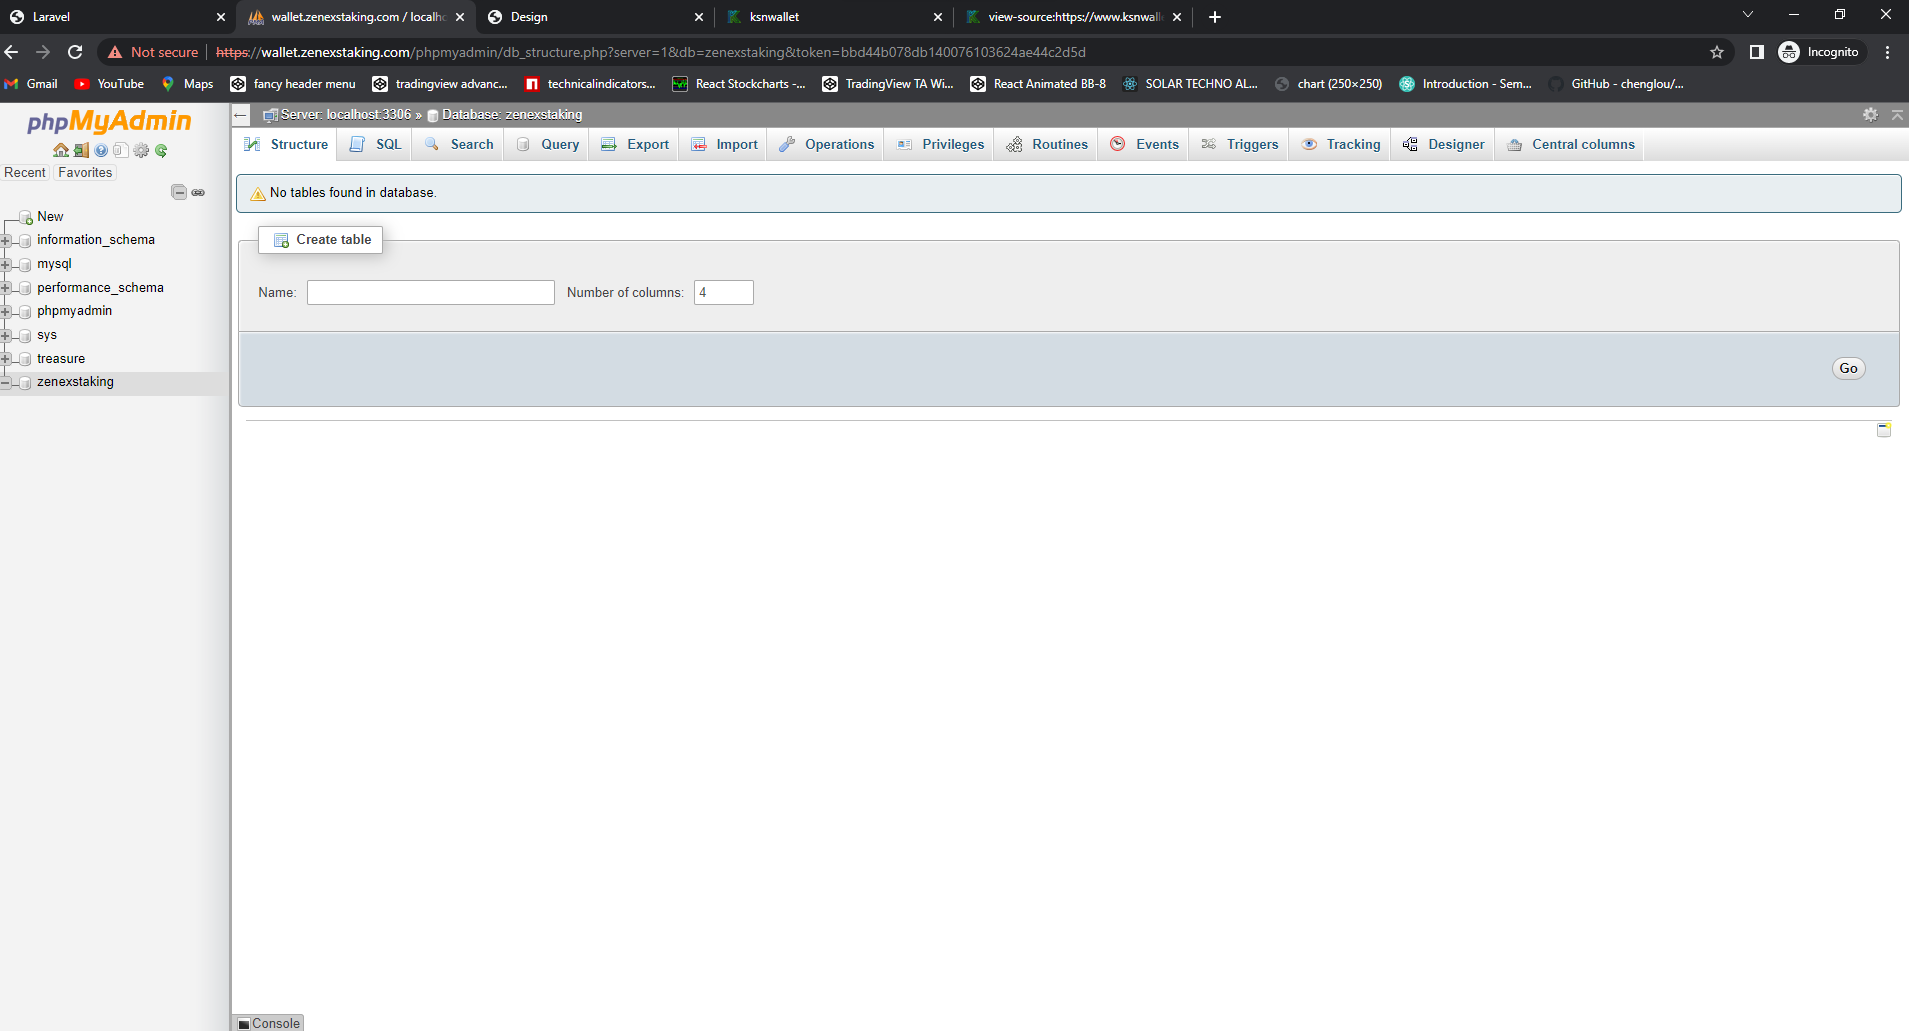 Laravel
wallet.zenexstaking.com / localhc
Design
ksnwallet
view-source:https://www.ksnwall
Not secure
https://wallet.zenexstaking.com/phpmyadmin/db_structure.php?server=1&db=zenexstaking&token=bbd44b078db140076103624ae44c2d5d
Incognito
Gmail
YouTube
Maps
fancy header menu
tradingview advanc...
technicalindicators...
React Stockcharts -...
TradingView TA Wi...
React Animated BB-8
SOLAR TECHNO AL...
chart (250×250)
Introduction - Sem...
GitHub - chenglou/...
phpMyAdmin
Recent
Favorites
New
information_schema
mysql
performance_schema
phpmyadmin
sys
treasure
zenexstaking
Server: localhost:3306 » Database: zenexstaking
Structure
SQL
Search
Query
Export
Import
Operations
Privileges
Routines
Events
Triggers
Tracking
Designer
Central columns
No tables found in database.
Create table
Name:
Number of columns:
4
Go
Console